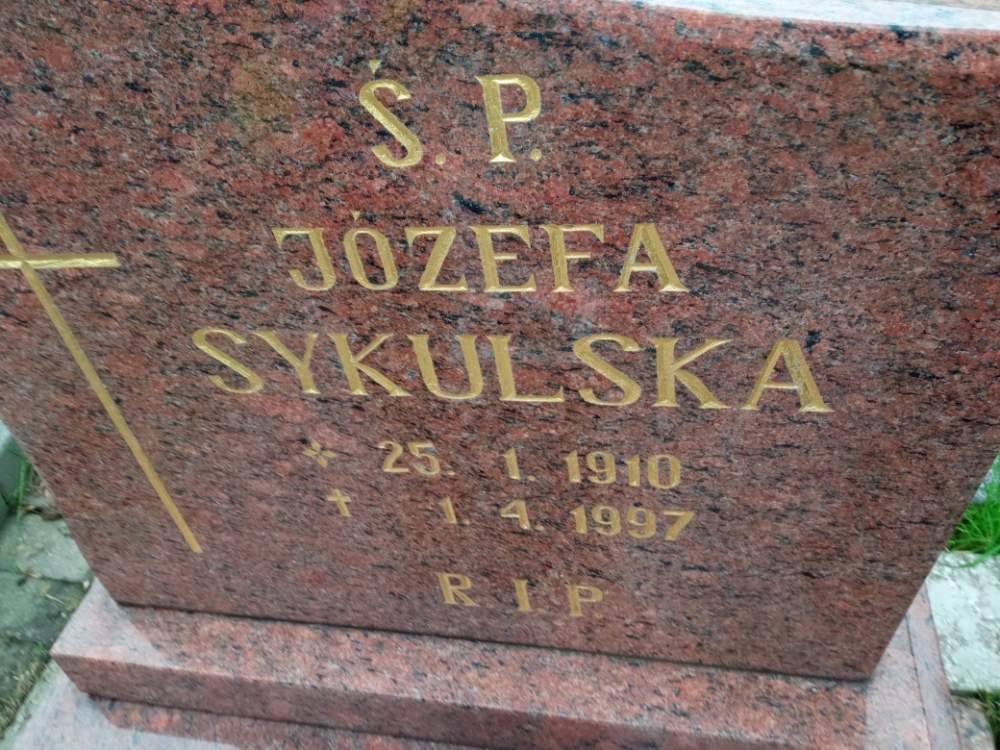 Ś. P.
JÓZEFA
SYKULSKA
25. 1. 1910
1. 4. 1997
R I P